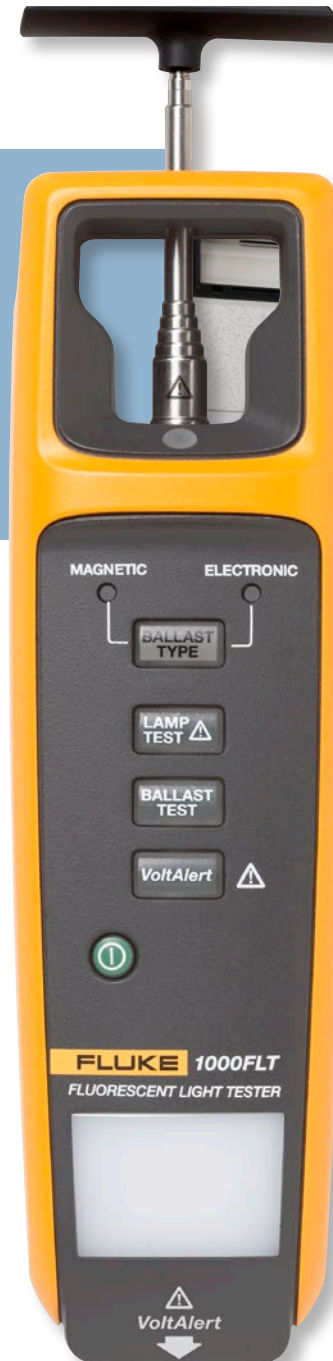 MAGNETIC ELECTRONIC
BALLAST
TYPE
LAMP
TEST
BALLAST
TEST
VoltAlert
FLUKE 1000FLT
FLUORESCENT LIGHT TESTER
VoltAlert